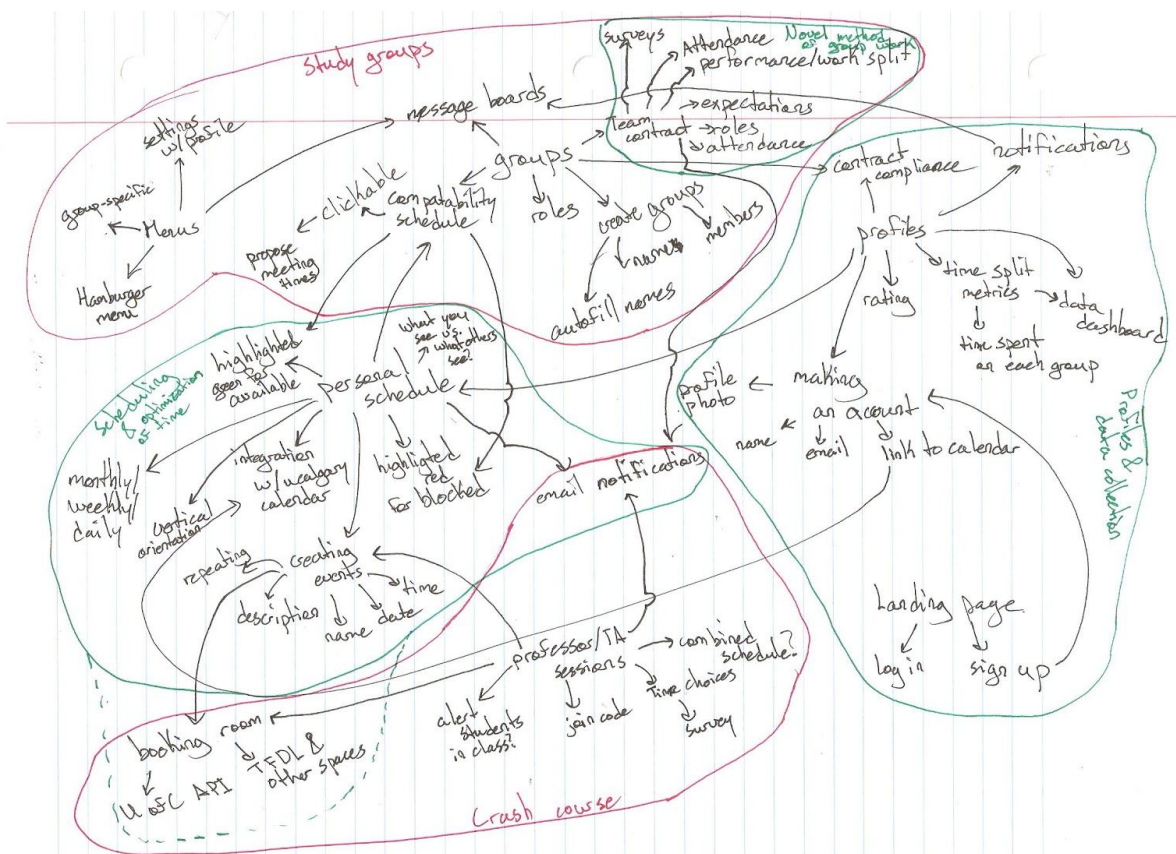 Study groups
surveys
Attendance
performance/work split
Novel method
of group work
message boards
settings
w/ profile
group-specific
Menus
Hamburger
menu
Team
contract
expectations
roles
attendance
groups
clickable
compatability
schedule
propose
meeting
times
roles
create groups
names
members
autofill names
contract
compliance
notifications
profiles
rating
time split
metrics
data
dashboard
time spent
on each group
making
an acount
profile
photo
name
email
link to calendar
Profiles &
data collection
Landing page
log in
sign up
Scheduling
& optimization
of time
highlighted
green for
available
what you
see vs.
what others
see?
personal
schedule
monthly/
weekly/
daily
vertical
orientation
integration
w/ ucalgary
calendar
highligted
red
for blocked
email notifications
creating
events
repeating
description
name
date
time
professor/TA
sessions
combined
schedule?
time choices
survey
join code
alert
students
in class?
booking room
U of C API
TFDL &
other spaces
Crash course